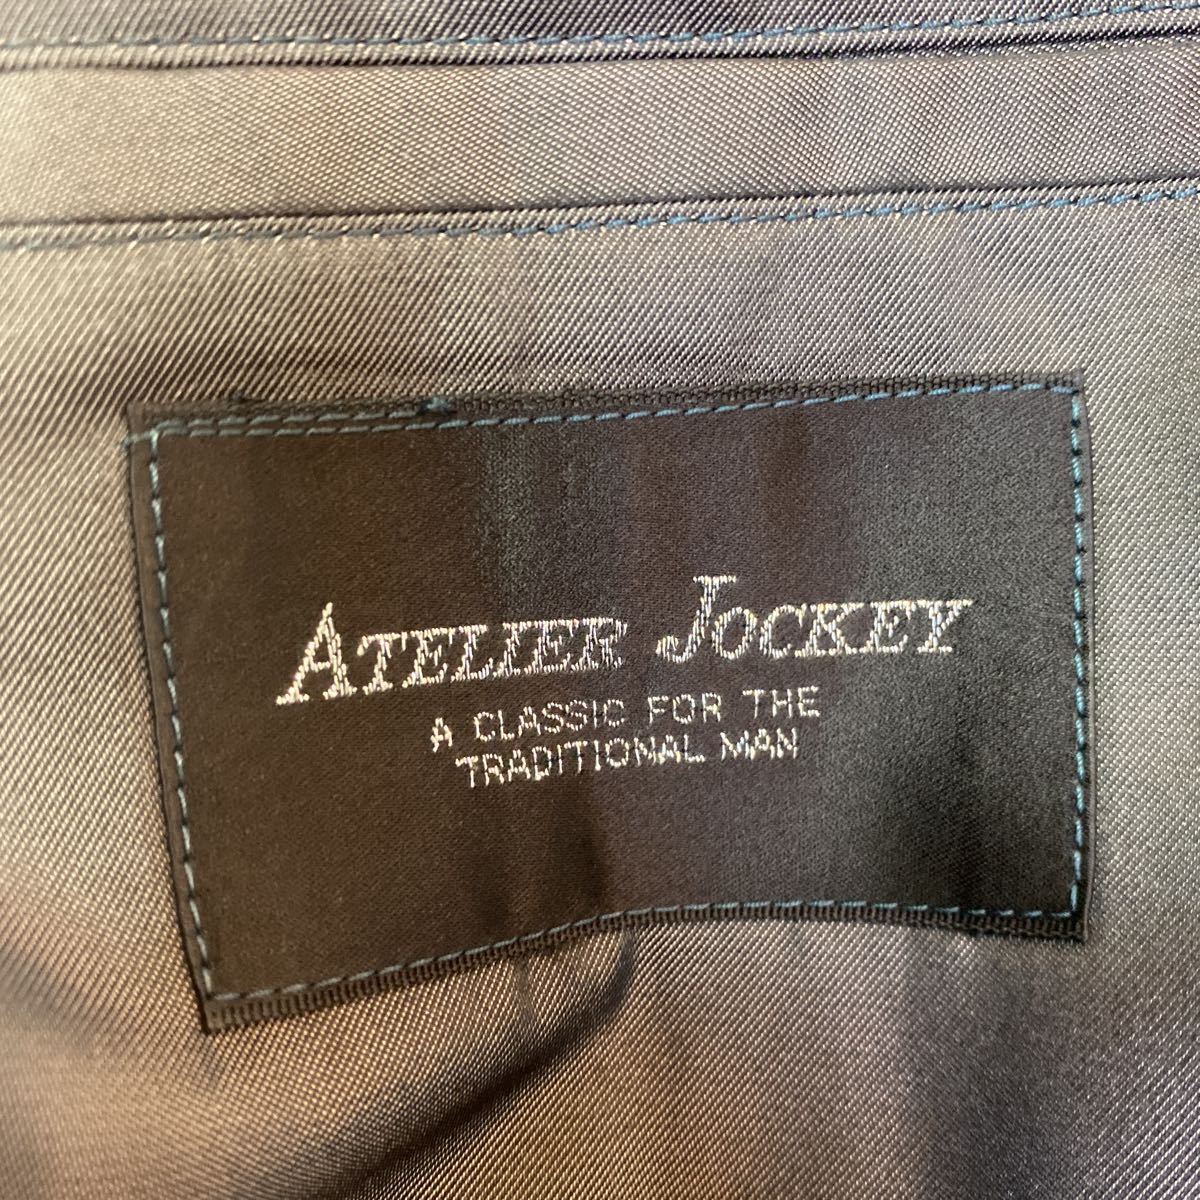 ATELIER JOCKEY
A CLASSIC FOR THE
TRADITIONAL MAN